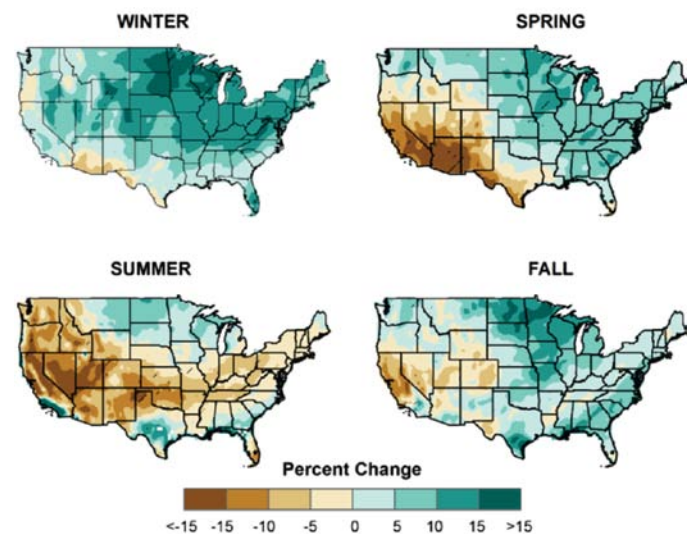 WINTER
SPRING
SUMMER
FALL
Percent Change
<-15 -15 -10 -5 0 5 10 15 >15